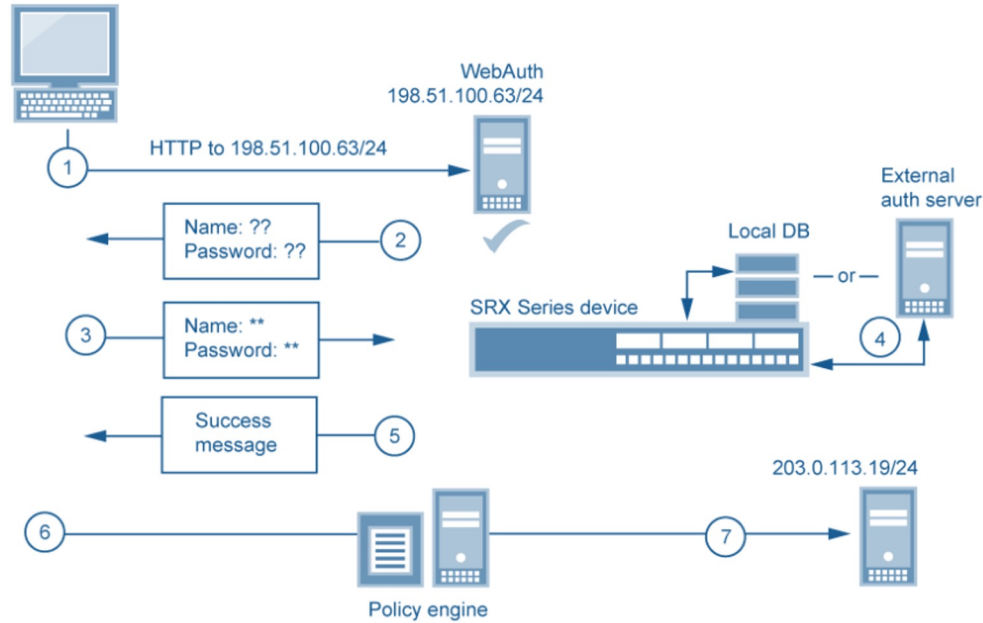 WebAuth
198.51.100.63/24
1
HTTP to 198.51.100.63/24
External
auth server
Name: ??
Password: ??
2
Local DB
or
SRX Series device
3
Name: **
Password: **
4
Success
message
5
203.0.113.19/24
6
7
Policy engine